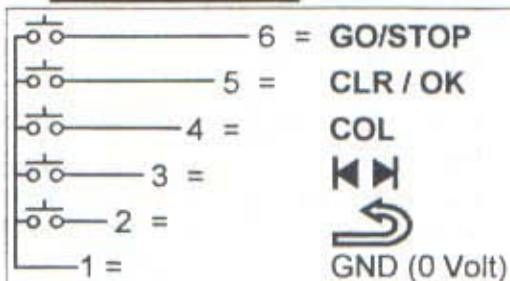 6 = GO/STOP
5 = CLR / OK
4 = COL
3 =
2 =
1 = GND (0 Volt)